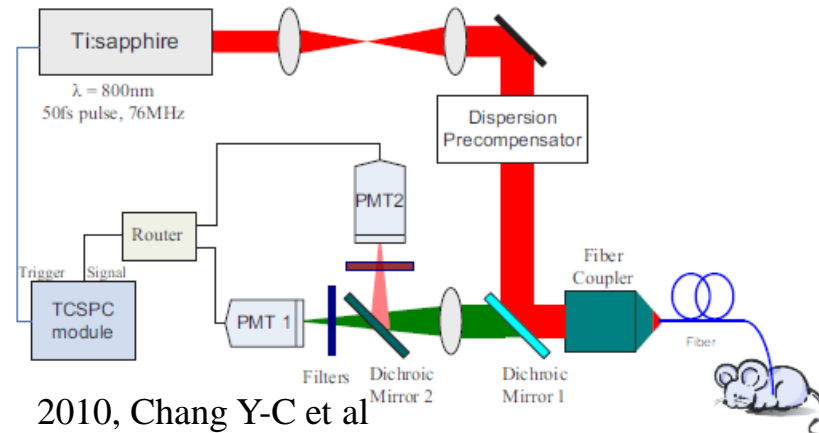 Ti:sapphire
λ = 800nm
50fs pulse, 76MHz
Dispersion
Precompensator
PMT2
Router
Fiber
Coupler
Trigger
Signal
TCSPC
module
PMT 1
Fiber
Filters
Dichroic
Mirror 2
Dichroic
Mirror 1
2010, Chang Y-C et al